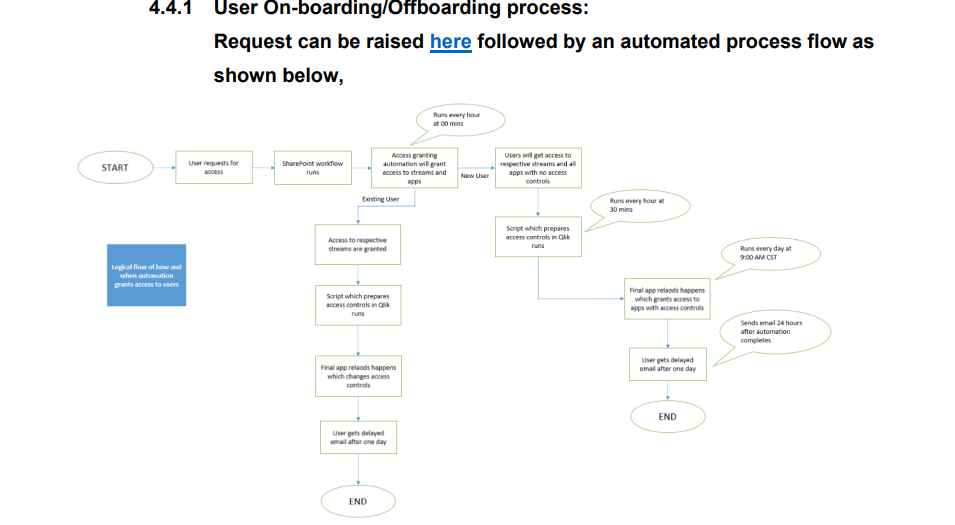 4.4.1 User On-boarding/Offboarding process:
Request can be raised here followed by an automated process flow as
shown below,
Runs every hour
at 00 mins
START
User requests for
access
SharePoint workflow
runs
Access granting
automation will grant
access to streams and
apps
New User
Users will get access to
respective streams and all
apps with no access
controls
Existing User
Runs every hour at
30 mins
Script which prepares
access controls in Qlik
runs
Access to respective
streams are granted
Runs every day at
9:00 AM CST
Logical flow of how and
when automation
grants access to users
Script which prepares
access controls in Qlik
runs
Final app relaods happens
which grants access to
apps with access controls
Sends email 24 hours
after automation
completes
Final app relaods happens
which changes access
controls
User gets delayed
email after one day
END
User gets delayed
email after one day
END